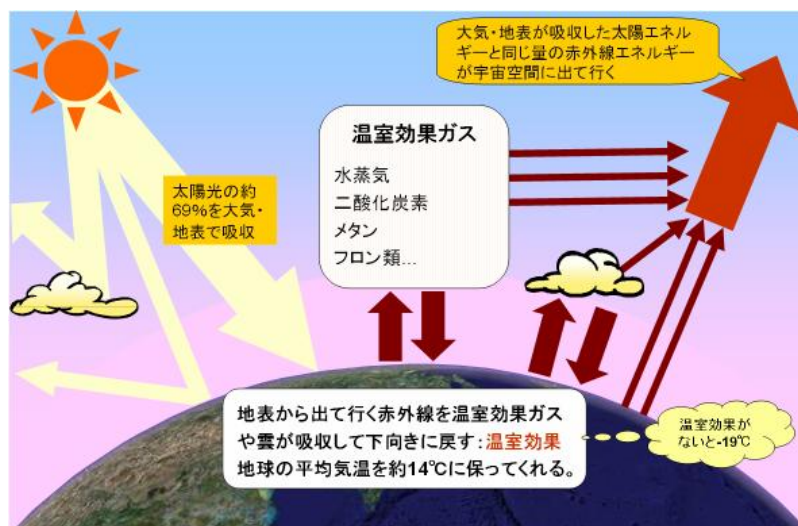 大気・地表が吸収した太陽エネル
ギーと同じ量の赤外線エネルギー
が宇宙空間に出て行く
温室効果ガス
水蒸気
二酸化炭素
メタン
フロン類…
太陽光の約
69%を大気・
地表で吸収
地表から出て行く赤外線を温室効果ガス
や雲が吸収して下向きに戻す：温室効果
地球の平均気温を約14℃に保ってくれる。
温室効果が
ないと-19℃